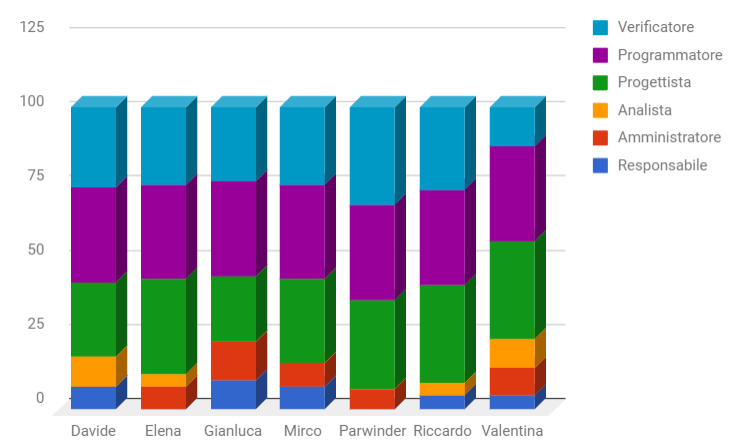 125
100
75
50
25
0
Davide Elena Gianluca Mirco Parwinder Riccardo Valentina
Verificatore
Programmatore
Progettista
Analista
Amministratore
Responsabile